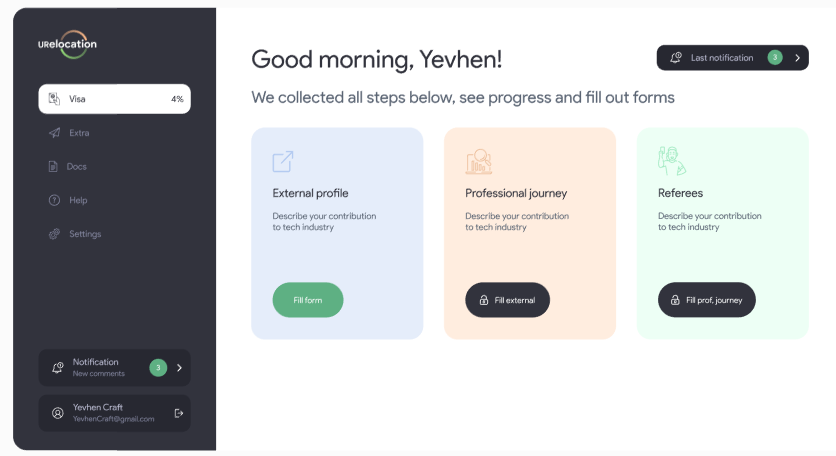 URelocation
Visa 4%
Extra
Docs
Help
Settings
Notification
New comments
3
Yevhen Craft
YevhenCraft@gmail.com
Good morning, Yevhen!
Last notification 3
We collected all steps below, see progress and fill out forms
External profile
Describe your contribution
to tech industry
Fill form
Professional journey
Describe your contribution
to tech industry
Fill external
Referees
Describe your contribution
to tech industry
Fill prof. journey